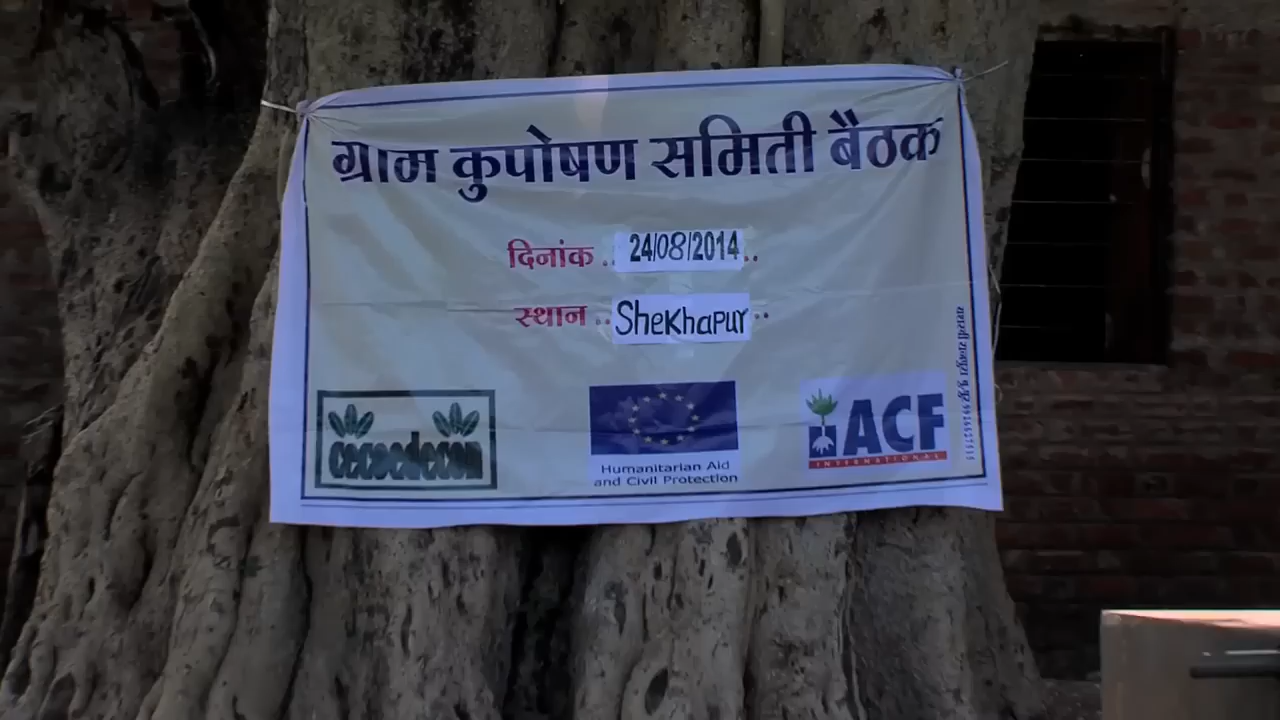 ग्राम कुपोषण समिती बैठक
दिनांक .. 24/08/2014 ..
स्थान .. Shekhapur ..
cecoedecon
Humanitarian Aid
and Civil Protection
ACF
INTERNATIONAL